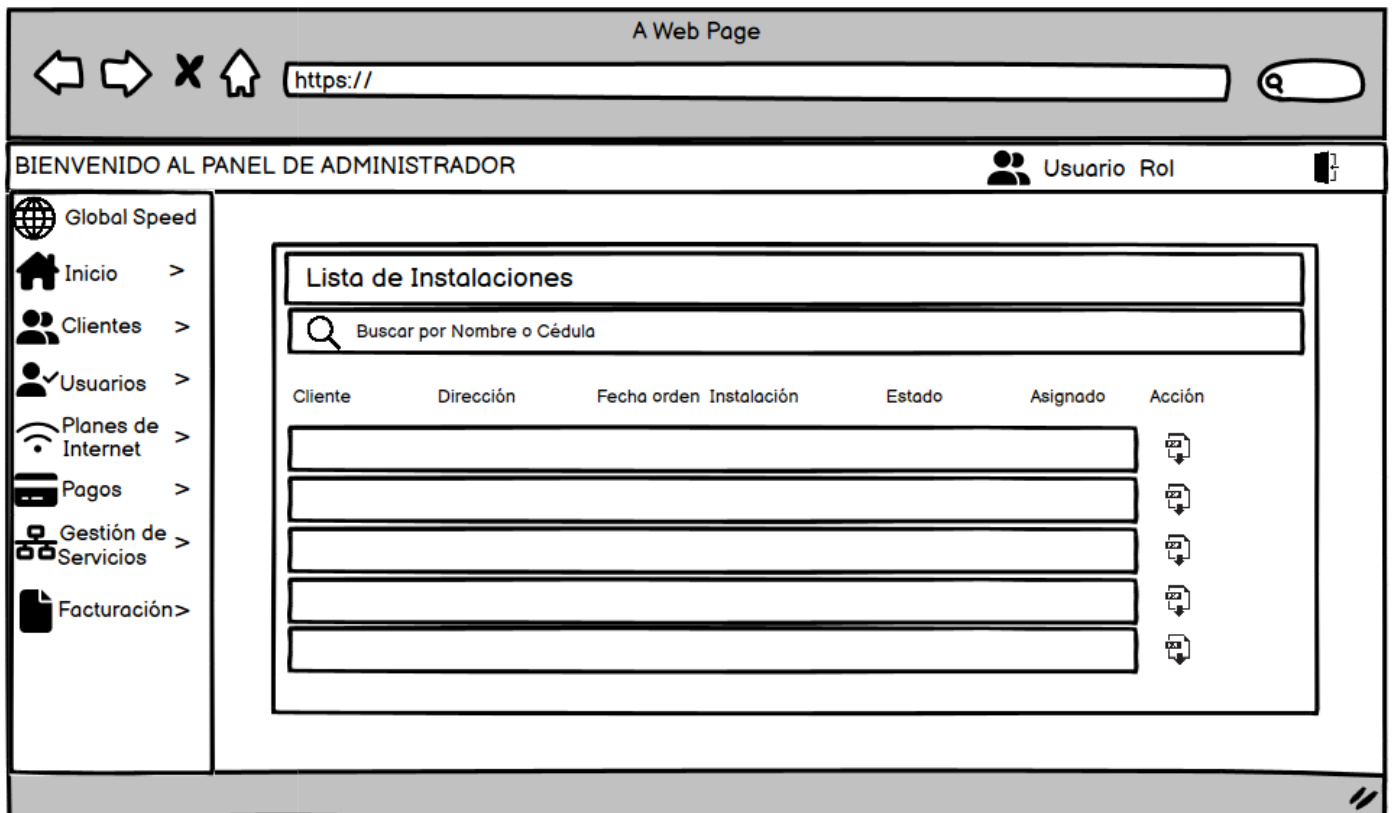 A Web Page
https://
BIENVENIDO AL PANEL DE ADMINISTRADOR
Usuario Rol
Global Speed
Inicio >
Clientes >
Usuarios >
Planes de
Internet >
Pagos >
Gestión de
Servicios >
Facturación>
Lista de Instalaciones
Buscar por Nombre o Cédula
Cliente Dirección Fecha orden Instalación Estado Asignado Acción